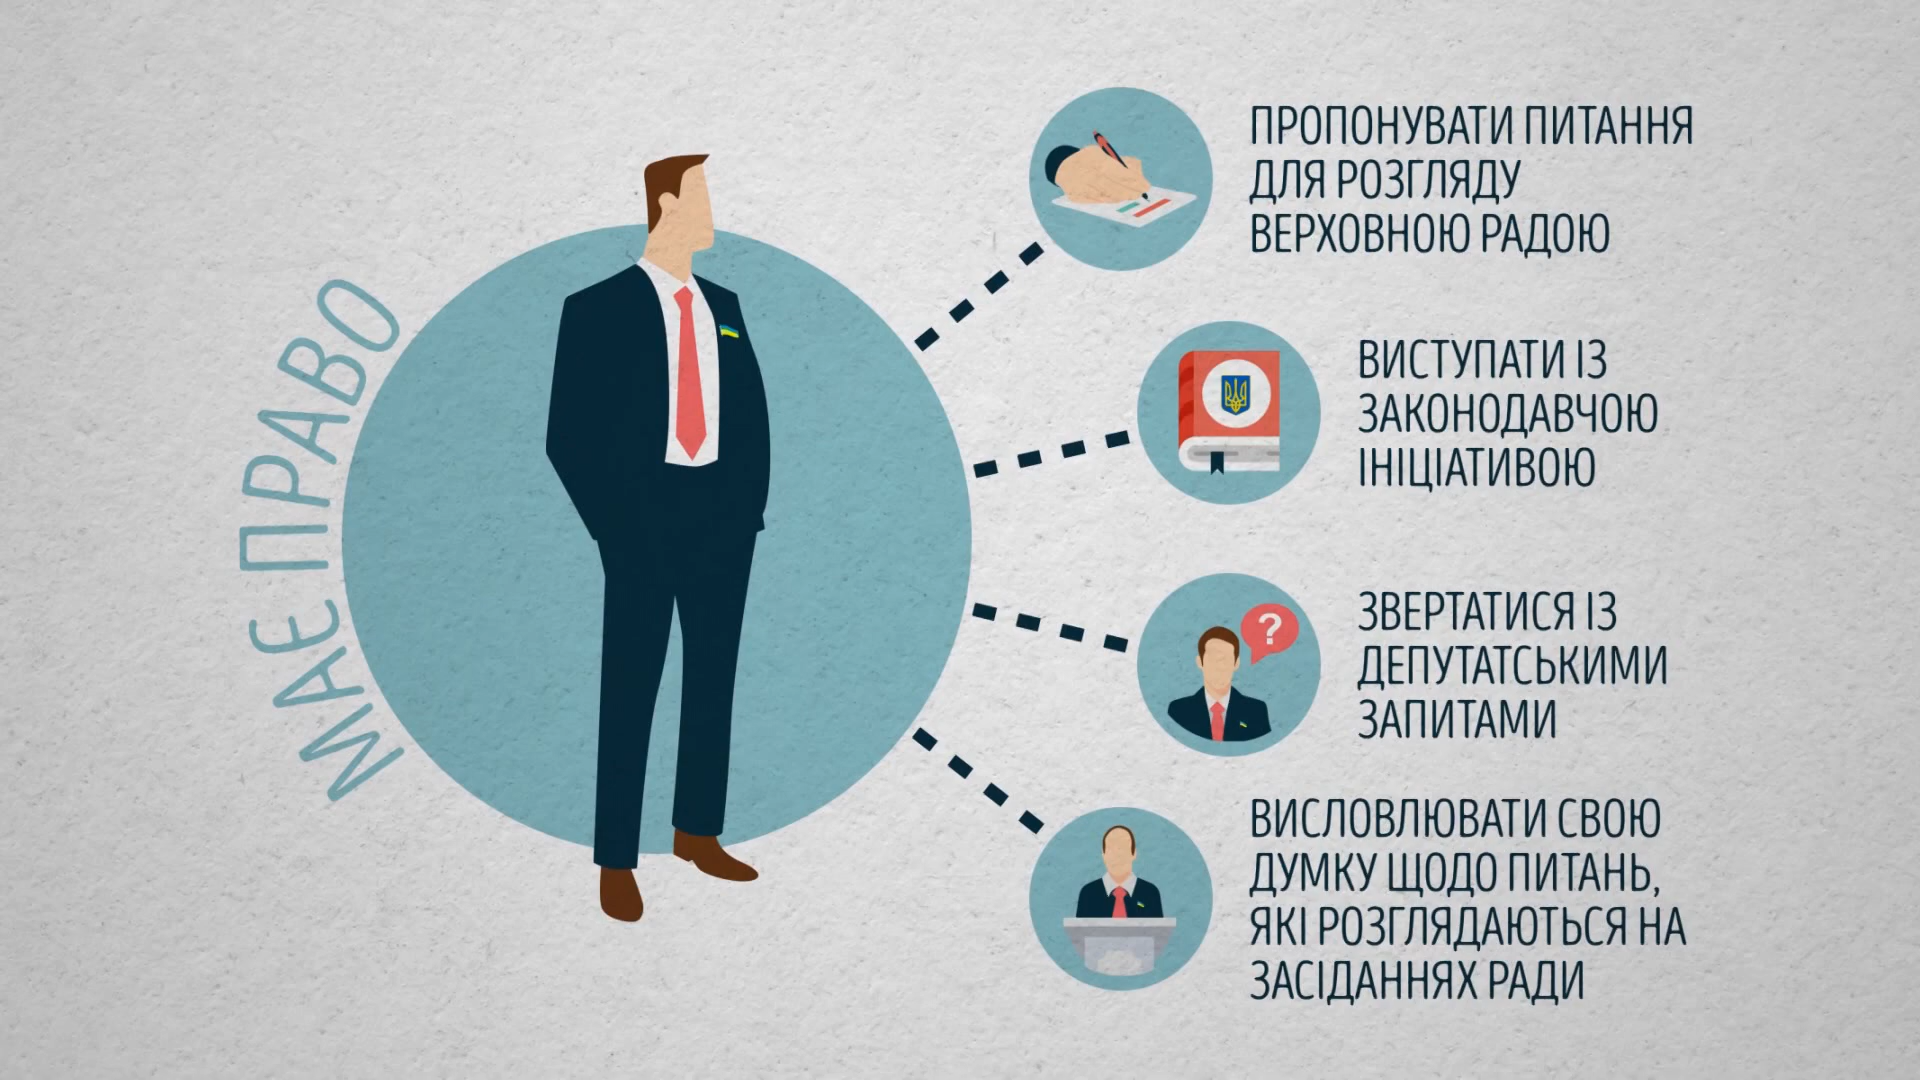 МАЄ ПРАВО
ПРОПОНУВАТИ ПИТАННЯ
ДЛЯ РОЗГЛЯДУ
ВЕРХОВНОЮ РАДОЮ
ВИСТУПАТИ ІЗ
ЗАКОНОДАВЧОЮ
ІНІЦІАТИВОЮ
?
ЗВЕРТАТИСЯ ІЗ
ДЕПУТАТСЬКИМИ
ЗАПИТАМИ
ВИСЛОВЛЮВАТИ СВОЮ
ДУМКУ ЩОДО ПИТАНЬ,
ЯКІ РОЗГЛЯДАЮТЬСЯ НА
ЗАСІДАННЯХ РАДИ